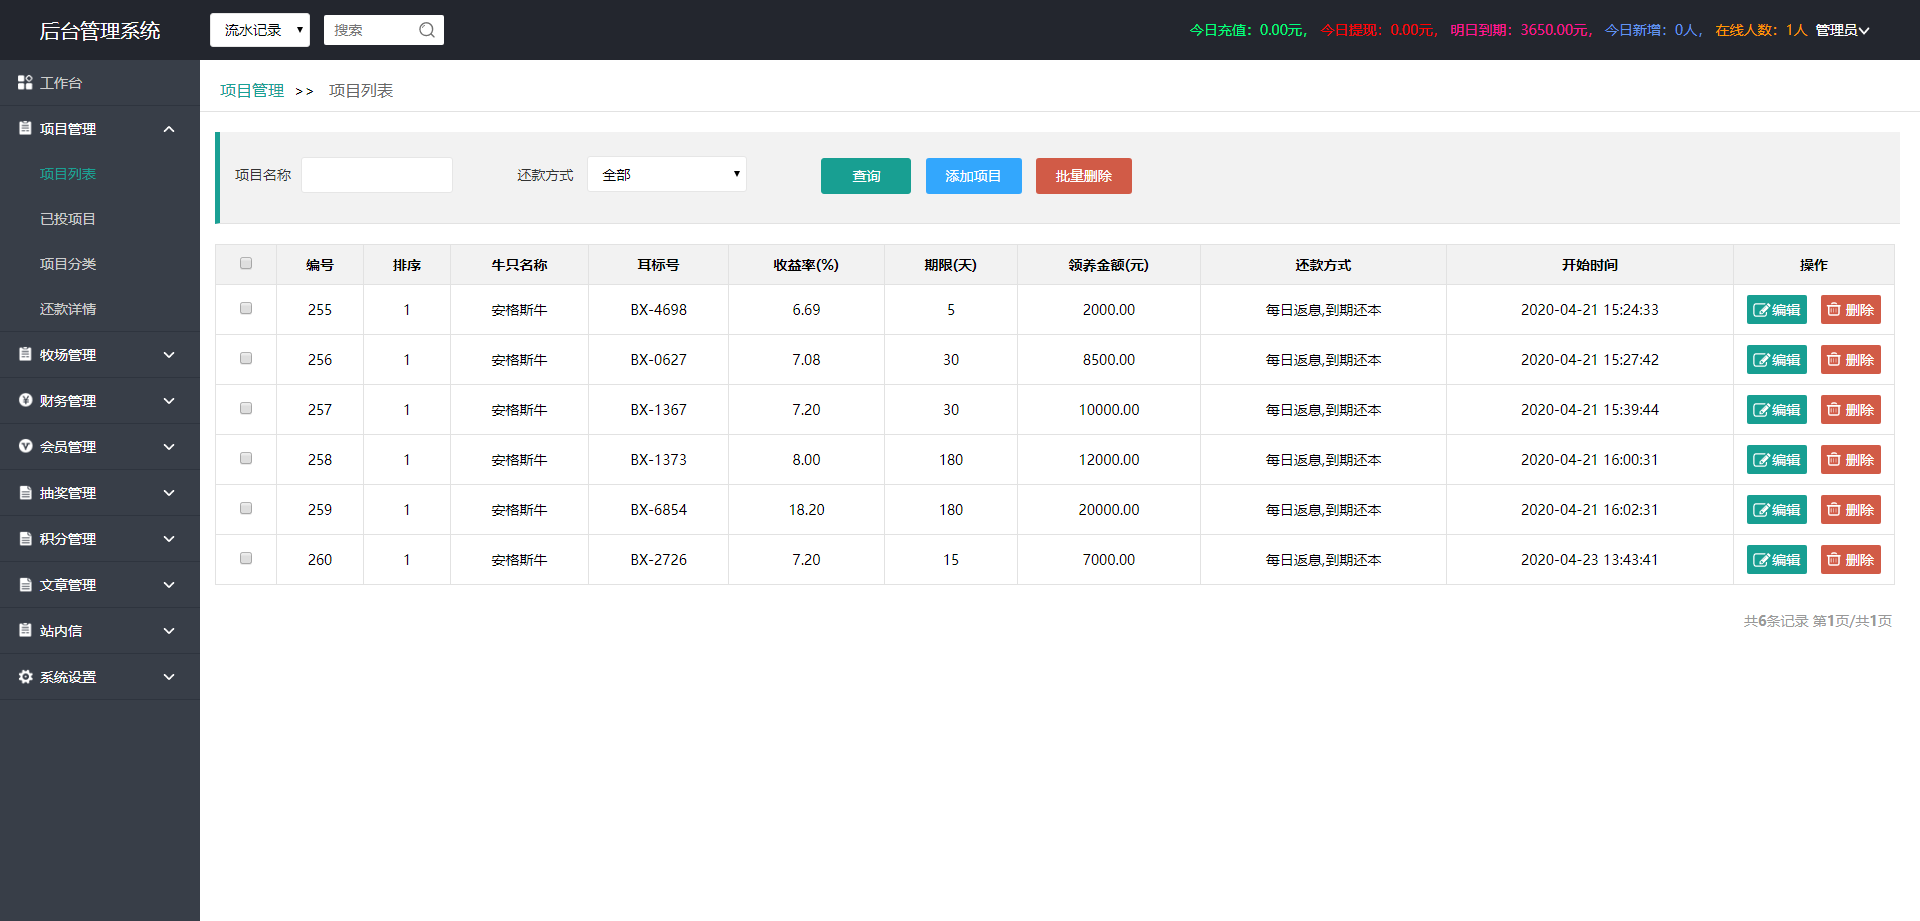 后台管理系统 流水记录 搜索 今日充值：0.00元， 今日提现：0.00元， 明日到期：3650.00元， 今日新增：0人， 在线人数：1人 管理员
工作台
项目管理
项目列表
已投项目
项目分类
还款详情
牧场管理
财务管理
会员管理
抽奖管理
积分管理
文章管理
站内信
系统设置
项目管理 >> 项目列表
项目名称 还款方式 全部 查询 添加项目 批量删除
编号 排序 牛只名称 耳标号 收益率(%) 期限(天) 领养金额(元) 还款方式 开始时间 操作
255 1 安格斯牛 BX-4698 6.69 5 2000.00 每日返息,到期还本 2020-04-21 15:24:33 编辑 删除
256 1 安格斯牛 BX-0627 7.08 30 8500.00 每日返息,到期还本 2020-04-21 15:27:42 编辑 删除
257 1 安格斯牛 BX-1367 7.20 30 10000.00 每日返息,到期还本 2020-04-21 15:39:44 编辑 删除
258 1 安格斯牛 BX-1373 8.00 180 12000.00 每日返息,到期还本 2020-04-21 16:00:31 编辑 删除
259 1 安格斯牛 BX-6854 18.20 180 20000.00 每日返息,到期还本 2020-04-21 16:02:31 编辑 删除
260 1 安格斯牛 BX-2726 7.20 15 7000.00 每日返息,到期还本 2020-04-23 13:43:41 编辑 删除
共6条记录 第1页/共1页